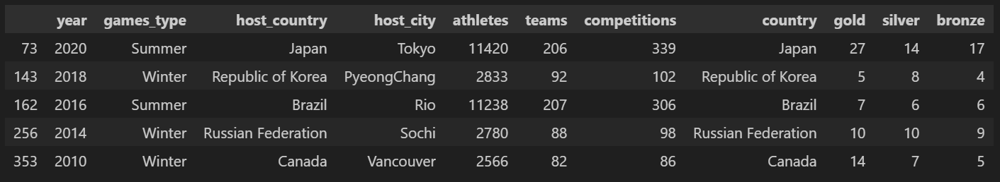 year games_type host_country host_city athletes teams competitions country gold silver bronze
73 2020 Summer Japan Tokyo 11420 206 339 Japan 27 14 17
143 2018 Winter Republic of Korea PyeongChang 2833 92 102 Republic of Korea 5 8 4
162 2016 Summer Brazil Rio 11238 207 306 Brazil 7 6 6
256 2014 Winter Russian Federation Sochi 2780 88 98 Russian Federation 10 10 9
353 2010 Winter Canada Vancouver 2566 82 86 Canada 14 7 5